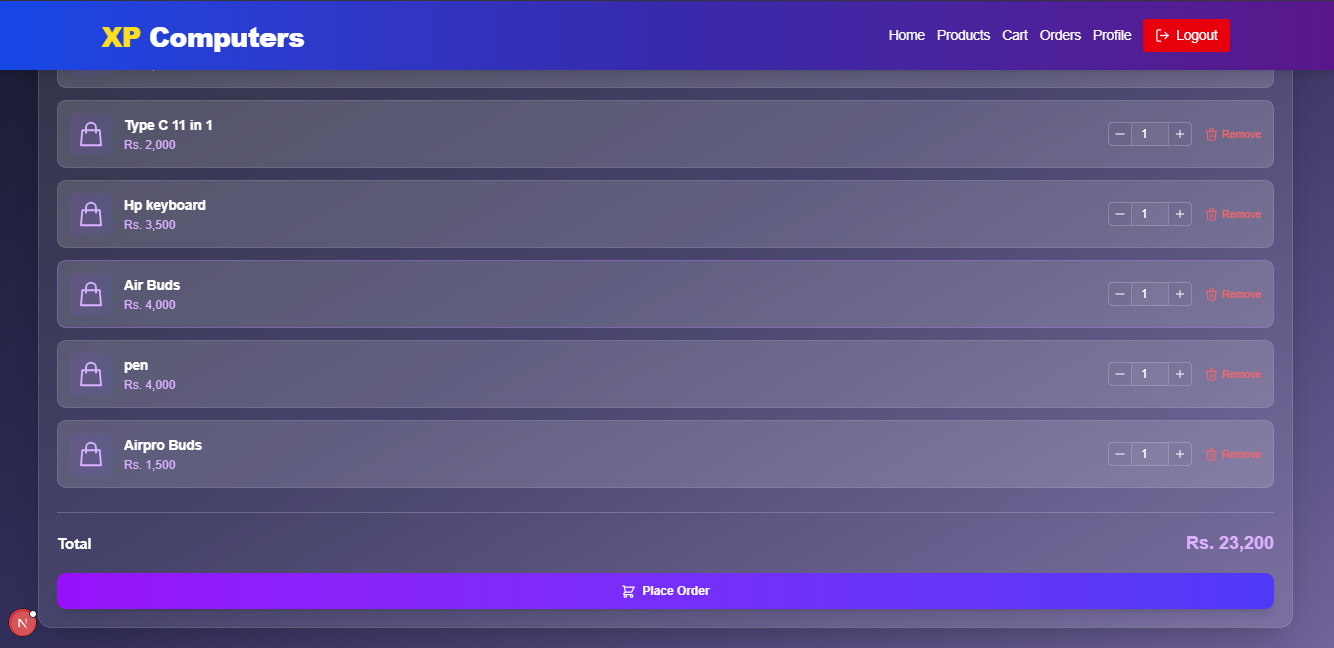 XP Computers
Home Products Cart Orders Profile Logout
Type C 11 in 1
Rs. 2,000
1
Remove
Hp keyboard
Rs. 3,500
1
Remove
Air Buds
Rs. 4,000
1
Remove
pen
Rs. 4,000
1
Remove
Airpro Buds
Rs. 1,500
1
Remove
Total
Rs. 23,200
Place Order
N